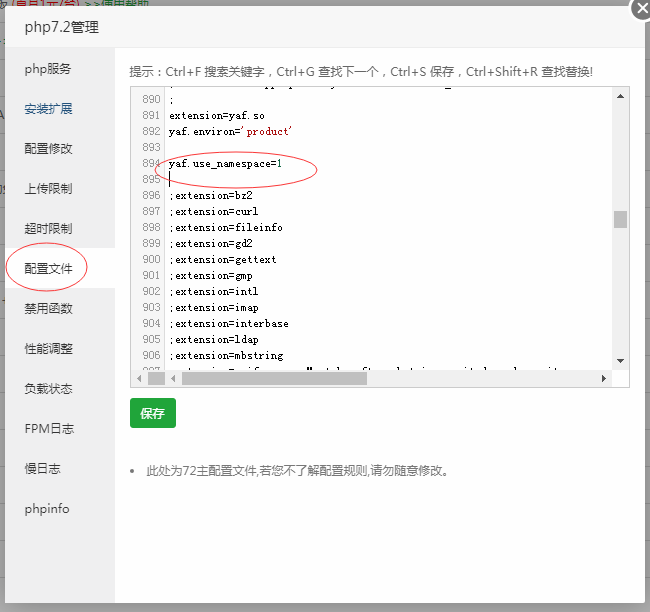 php7.2管理
php服务
安装扩展
配置修改
上传限制
超时限制
配置文件
禁用函数
性能调整
负载状态
FPM日志
慢日志
phpinfo
提示：Ctrl+F 搜索关键字，Ctrl+G 查找下一个，Ctrl+S 保存，Ctrl+Shift+R 查找替换!
890 ;
891 extension=yaf.so
892 yaf.environ='product'
893
894 yaf.use_namespace=1
895
896 ;extension=bz2
897 ;extension=curl
898 ;extension=fileinfo
899 ;extension=gd2
900 ;extension=gettext
901 ;extension=gmp
902 ;extension=intl
903 ;extension=imap
904 ;extension=interbase
905 ;extension=ldap
906 ;extension=mbstring
保存
此处为72主配置文件,若您不了解配置规则,请勿随意修改。